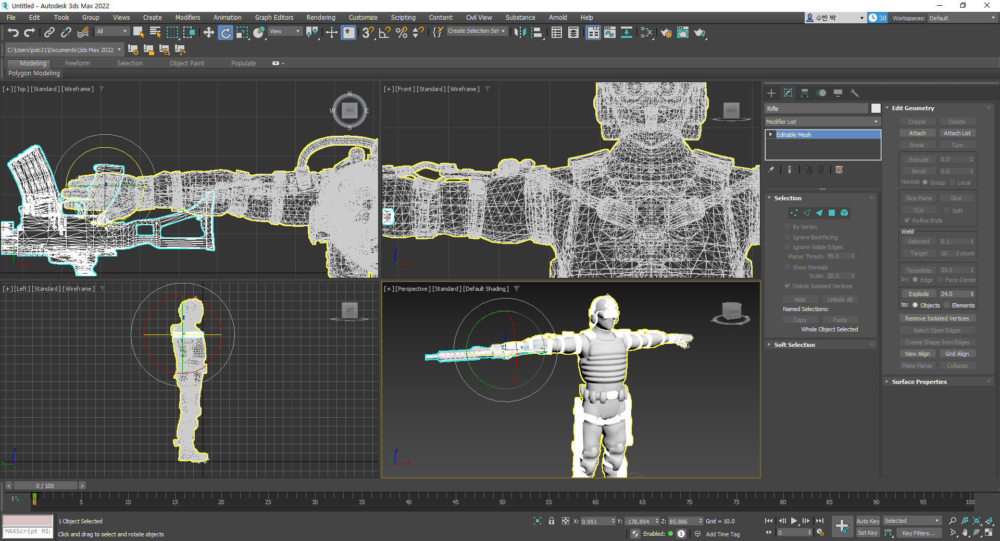 Untitled - Autodesk 3ds Max 2022
File Edit Tools Group Views Create Modifiers Animation Graph Editors Rendering Customize Scripting Content Civil View Substance Arnold Help
수빈 박 30 Workspaces: Default
All View Create Selection Set
C:\Users\psb21\Documents\3ds Max 2022
Modeling Freeform Selection Object Paint Populate
Polygon Modeling
[+] [Top] [Standard] [Wireframe]
N
W TOP E
S
[+] [Front] [Standard] [Wireframe]
FRONT
[+] [Left] [Standard] [Wireframe]
LEFT
[+] [Perspective] [Standard] [Default Shading]
FRONT
Rifle
Modifier List
Editable Mesh
Selection
By Vertex
Ignore Backfacing
Ignore Visible Edges
Planar Thresh: 45.0
Show Normals
Scale: 20.0
Delete Isolated Vertices
Hide Unhide All
Named Selections:
Copy Paste
Whole Object Selected
Soft Selection
Edit Geometry
Create Delete
Attach Attach List
Break Turn
Extrude 0.0
Bevel 0.0
Normal: Group Local
Slice Plane Slice
Cut Split
Refine Ends
Weld
Selected 0.1
Target 16 pixels
Tessellate 25.0
by: Edge Face-Center
Explode 24.0
to: Objects Elements
Remove Isolated Vertices
Select Open Edges
Create Shape from Edges
View Align Grid Align
Make Planar Collapse
Surface Properties
< 0 / 100 >
0 5 10 15 20 25 30 35 40 45 50 55 60 65 70 75 80 85 90 95 100
1 Object Selected
X: 0.951 Y: -178.894 Z: 85.886 Grid = 10.0
Auto Key Selected
MAXScript Mi
Click and drag to select and rotate objects
Enabled: 1 Add Time Tag
0
Set Key Key Filters...